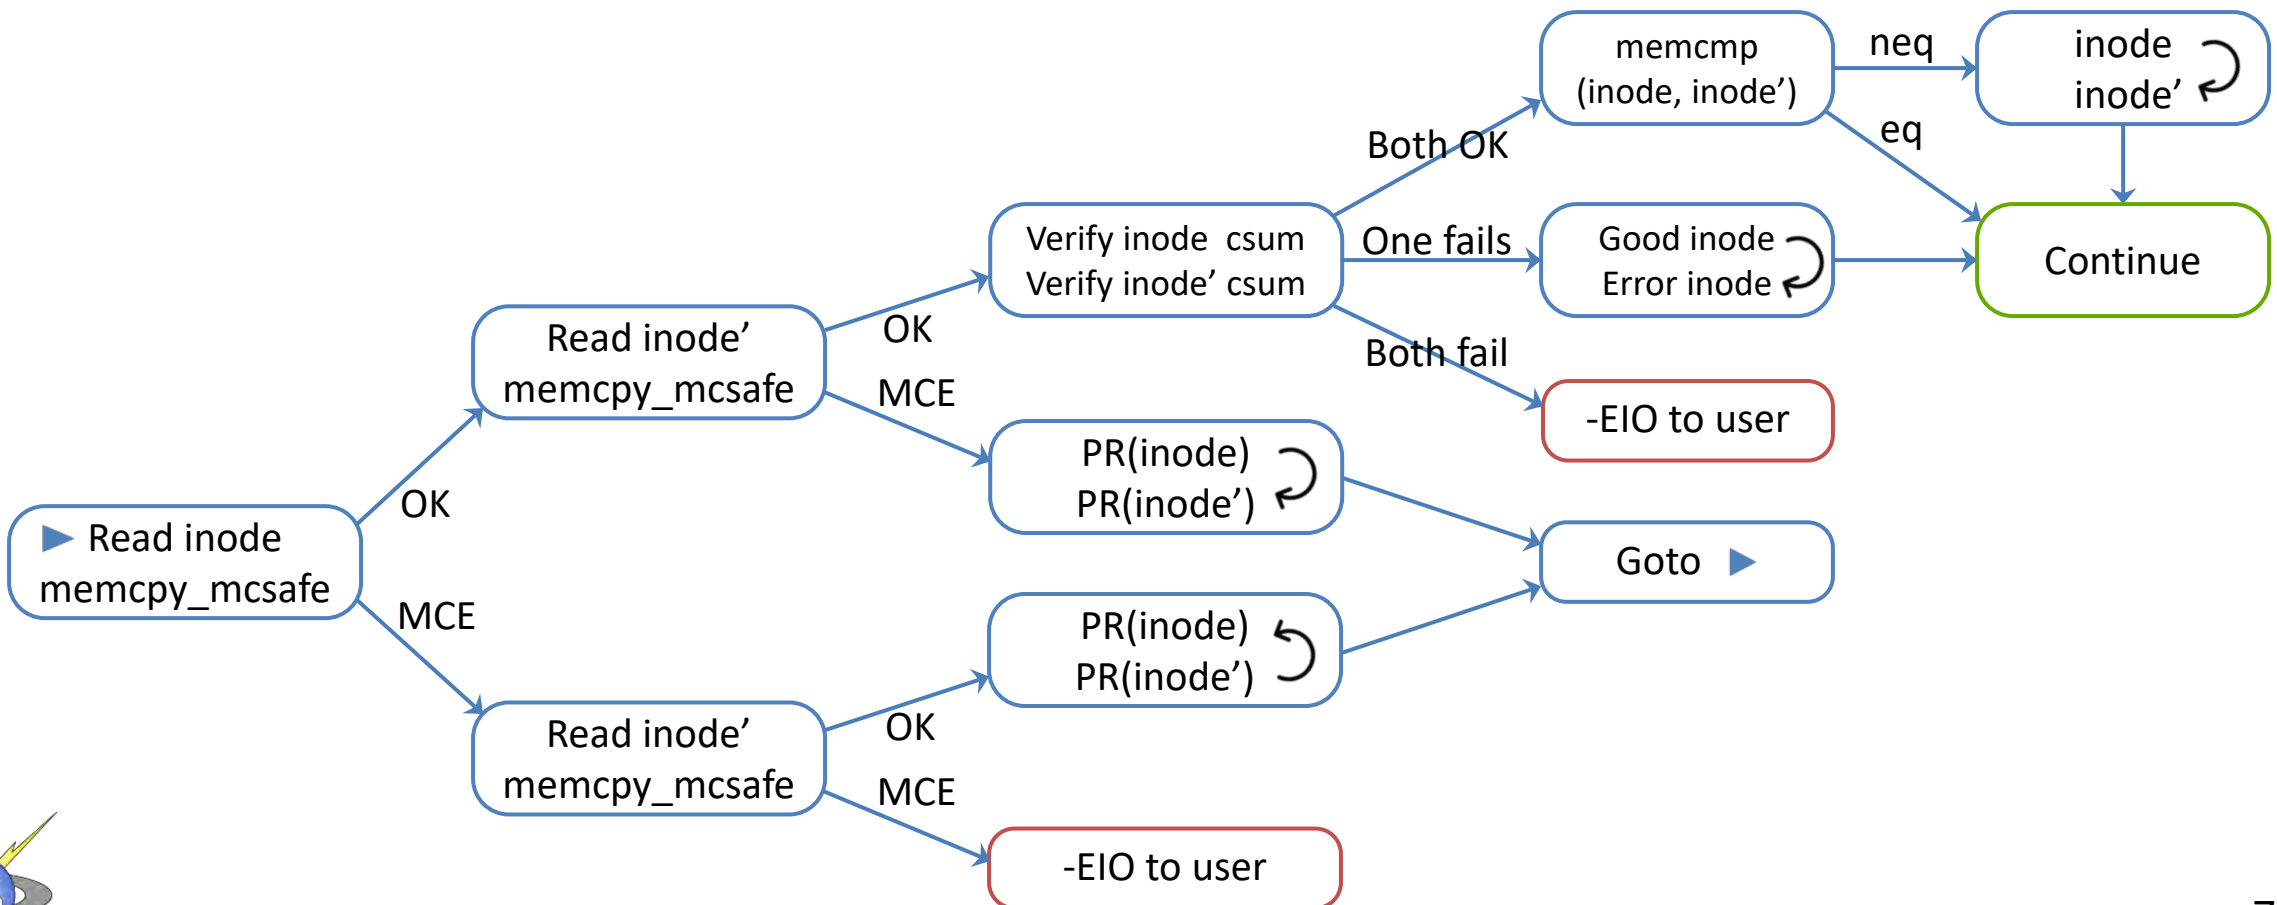 ▶ Read inode
memcpy_mcsafe
OK
MCE
Read inode’
memcpy_mcsafe
OK
MCE
Read inode’
memcpy_mcsafe
OK
MCE
Verify inode csum
Verify inode’ csum
Both OK
One fails
Both fail
PR(inode)
PR(inode’)
PR(inode)
PR(inode’)
-EIO to user
memcmp
(inode, inode’)
neq
eq
Good inode
Error inode
-EIO to user
Goto ▶
inode
inode’
Continue